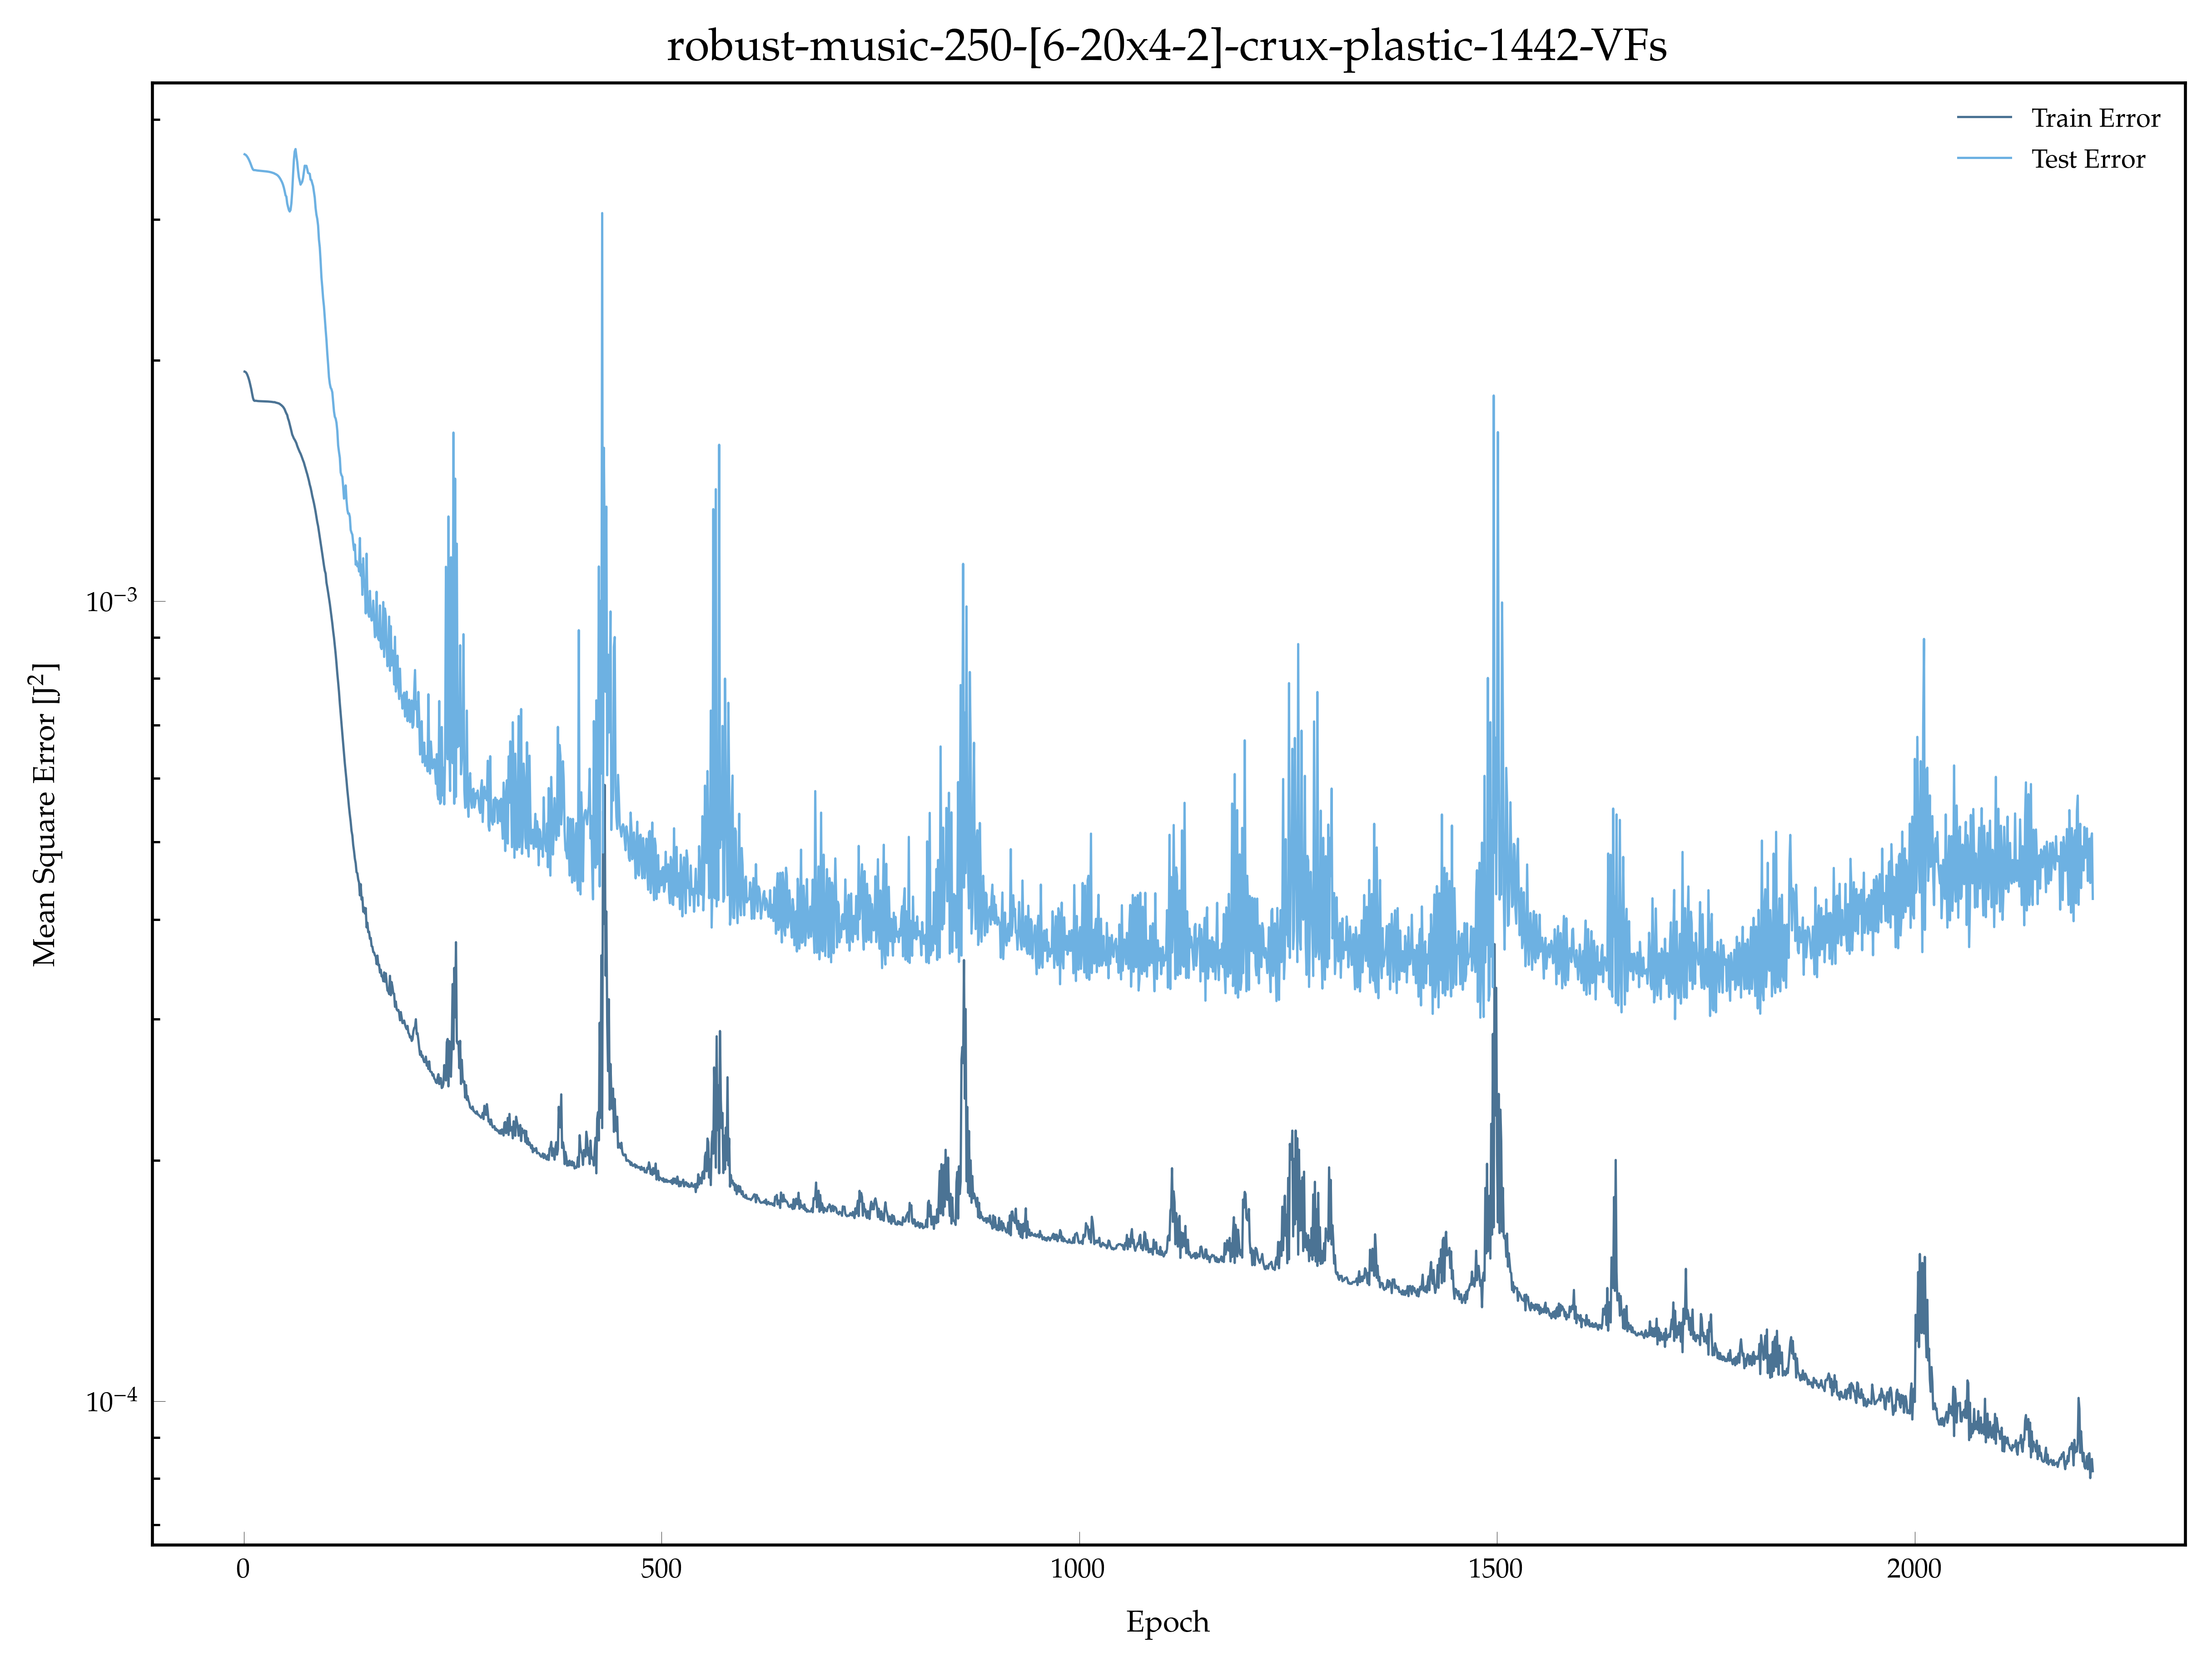 robust-music-250-[6-20x4-2]-crux-plastic-1442-VFs
Train Error
Test Error
Mean Square Error [J²]
10⁻³
10⁻⁴
0 500 1000 1500 2000
Epoch